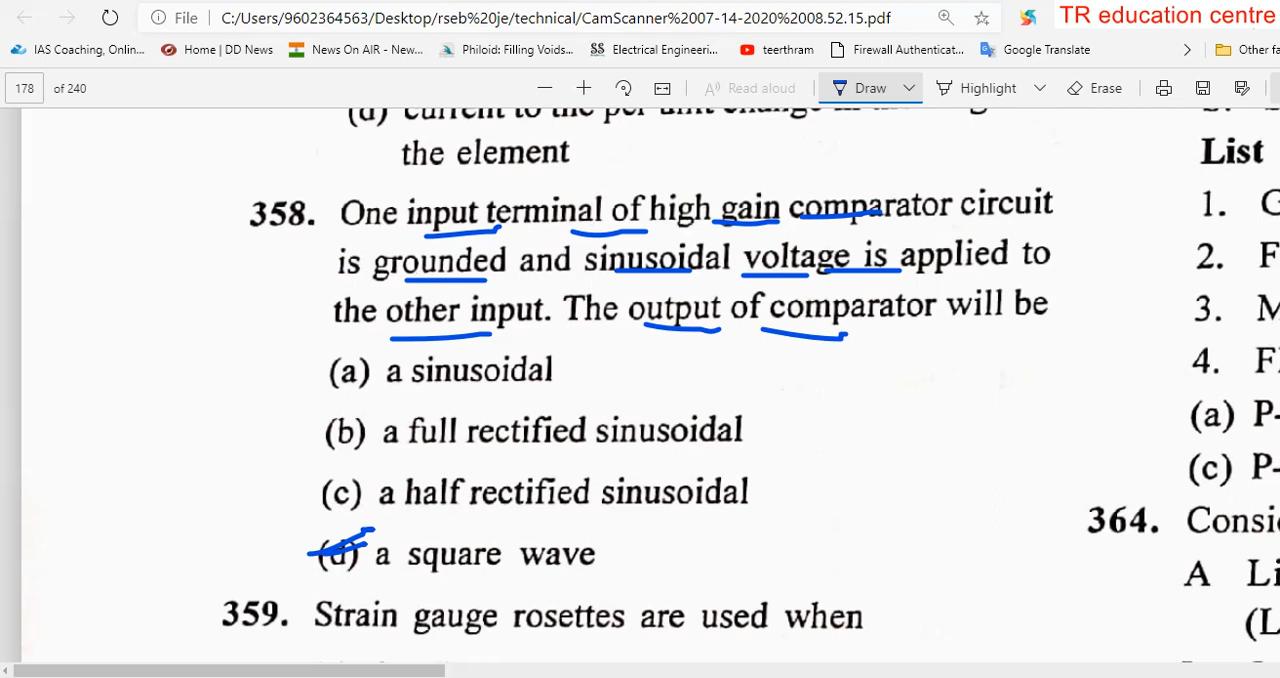 File C:/Users/9602354563/Desktop/rseb%20je/technical/CamScanner%2007-14-2020%2008.52.15.pdf
TR education centre
IAS Coaching, Onlin... Home | DD News News On AIR - New... Philoid: Filling Voids... Electrical Engineeri... teerthram Firewall Authenticat... Google Translate Other fa
178 of 240 Read aloud Draw Highlight Erase
the element
358. One input terminal of high gain comparator circuit
is grounded and sinusoidal voltage is applied to
the other input. The output of comparator will be
(a) a sinusoidal
(b) a full rectified sinusoidal
(c) a half rectified sinusoidal
(d) a square wave
359. Strain gauge rosettes are used when
List
1.
2. F
3. M
4. F
(a) P-
(c) P-
364. Consi
A Li
(L